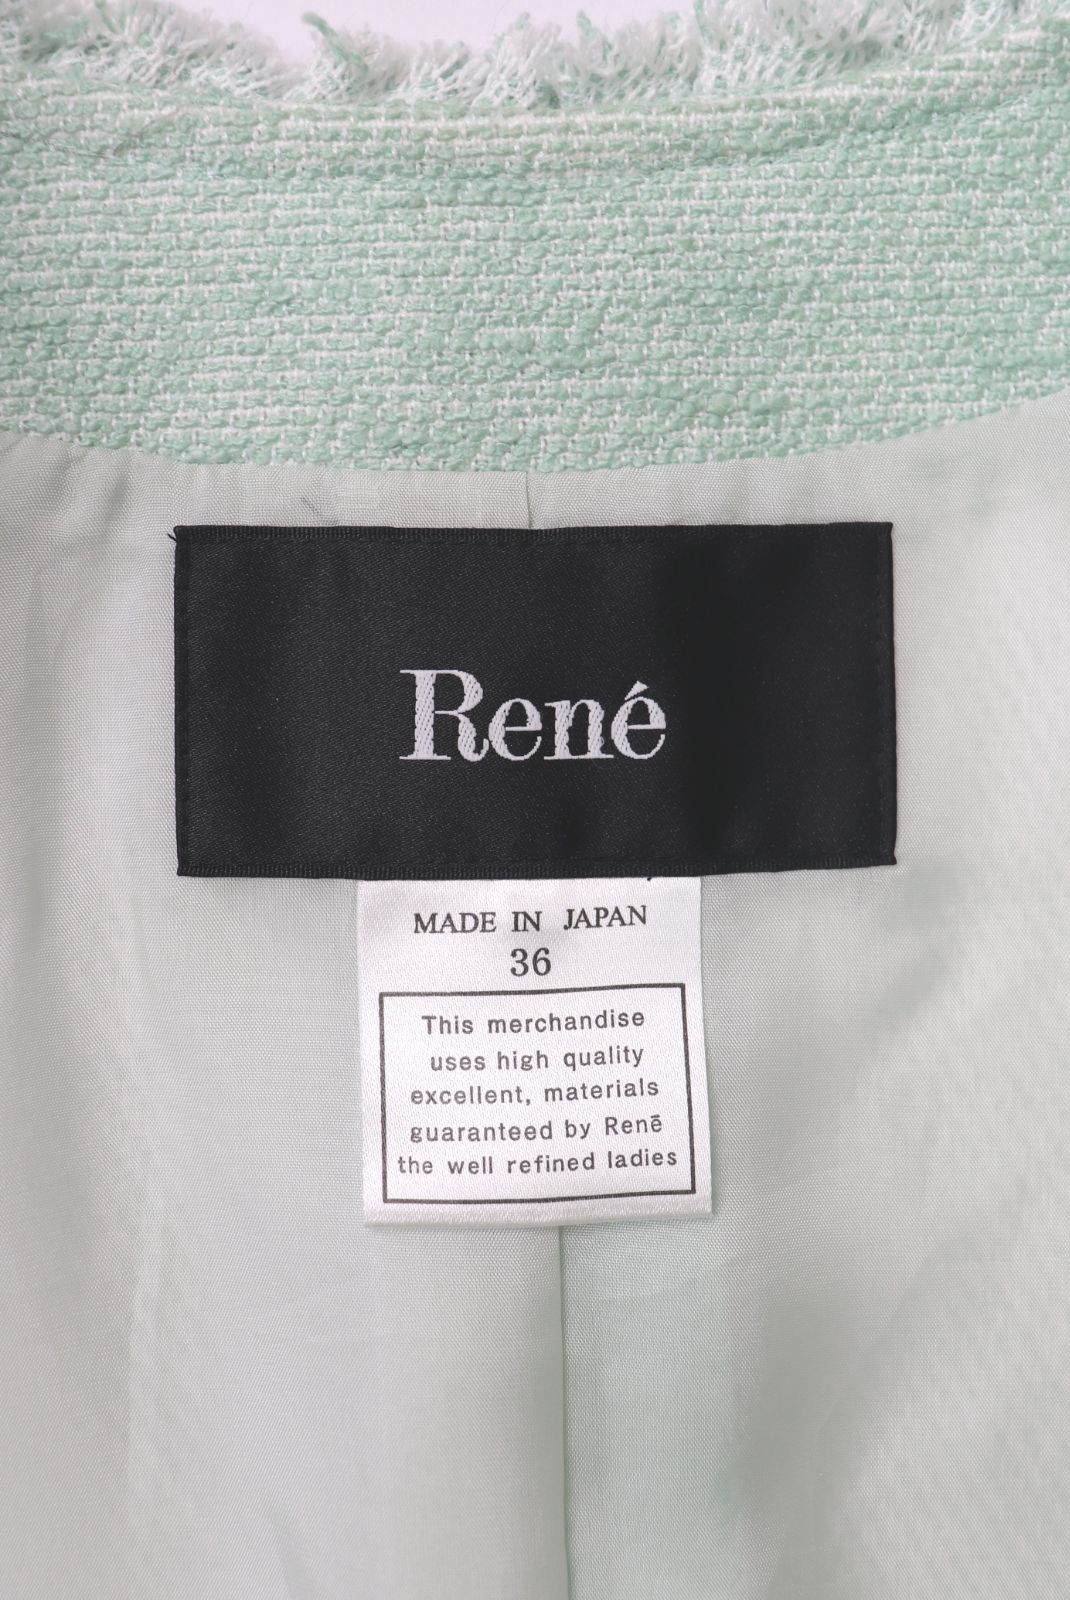 René
MADE IN JAPAN
36
This merchandise
uses high quality
excellent, materials
guaranteed by Renē
the well refined ladies